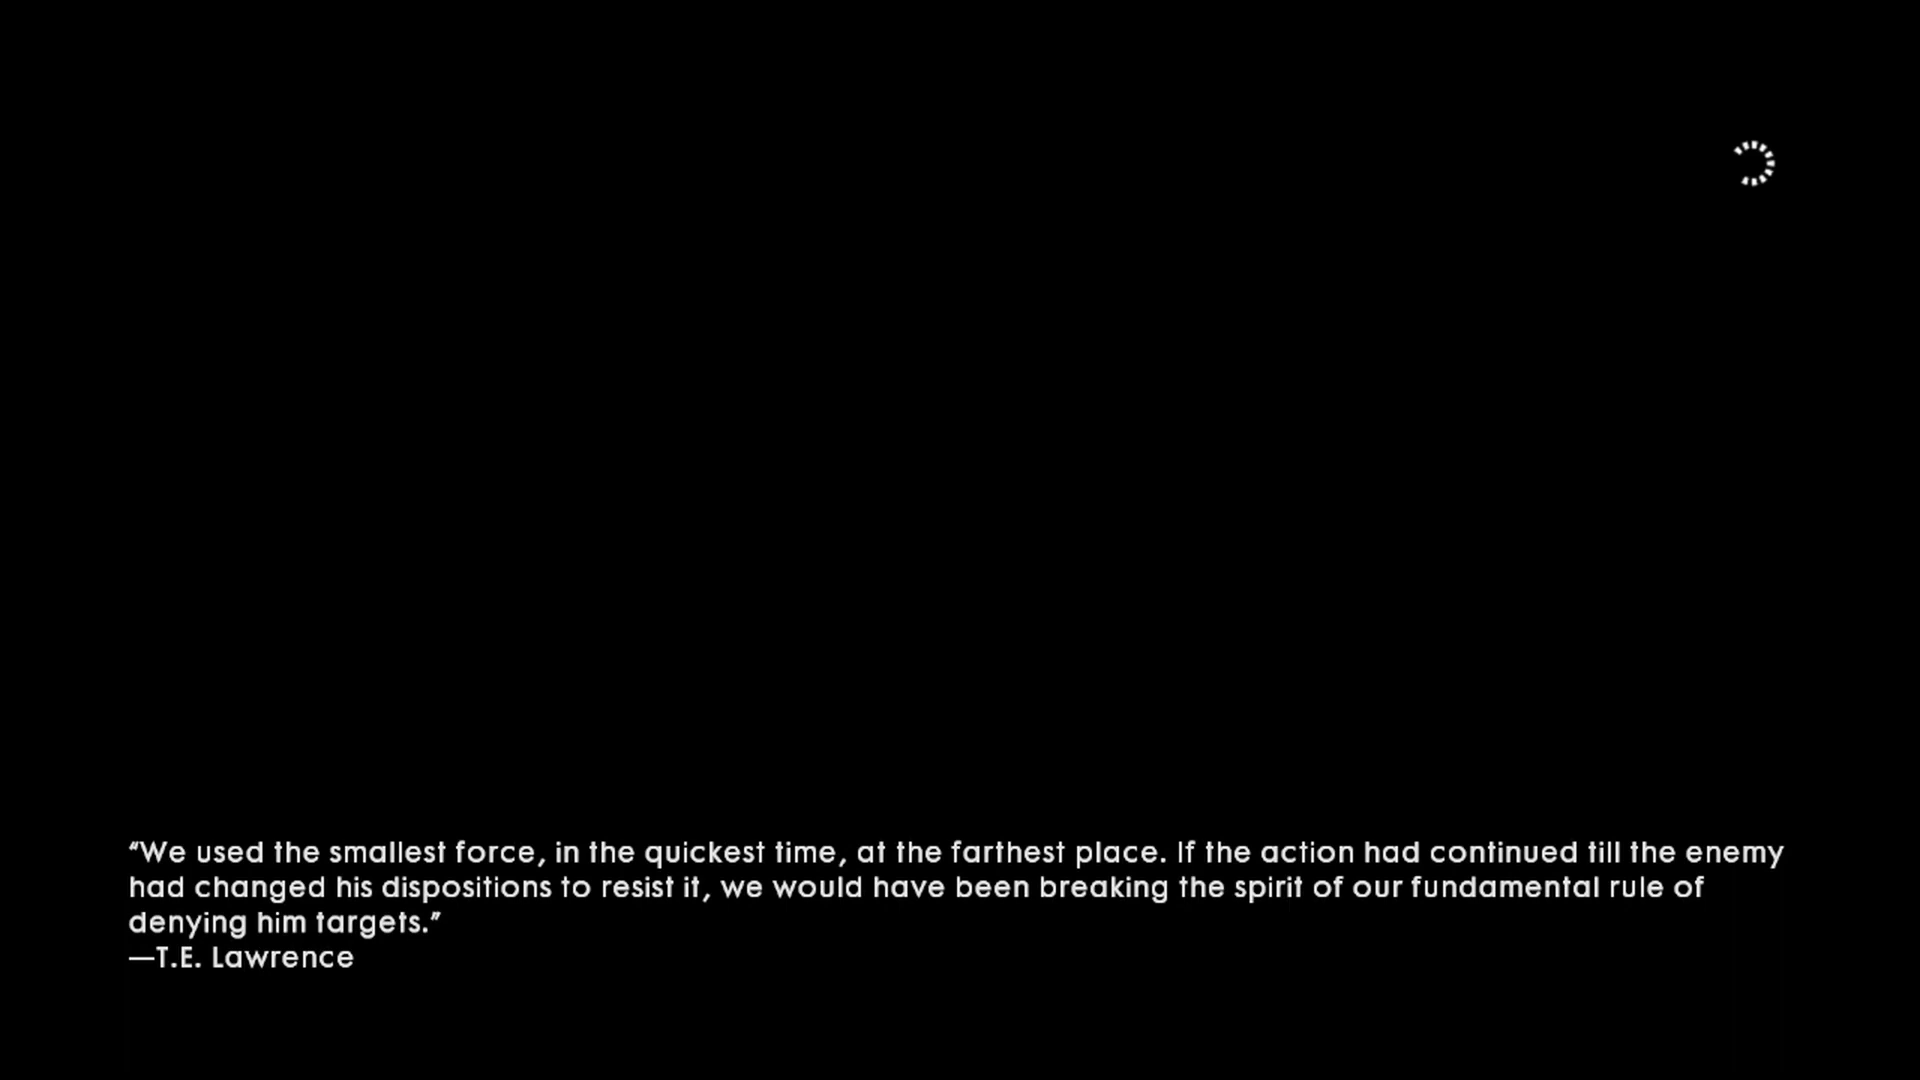 “We used the smallest force, in the quickest time, at the farthest place. If the action had continued till the enemy
had changed his dispositions to resist it, we would have been breaking the spirit of our fundamental rule of
denying him targets.”
—T.E. Lawrence